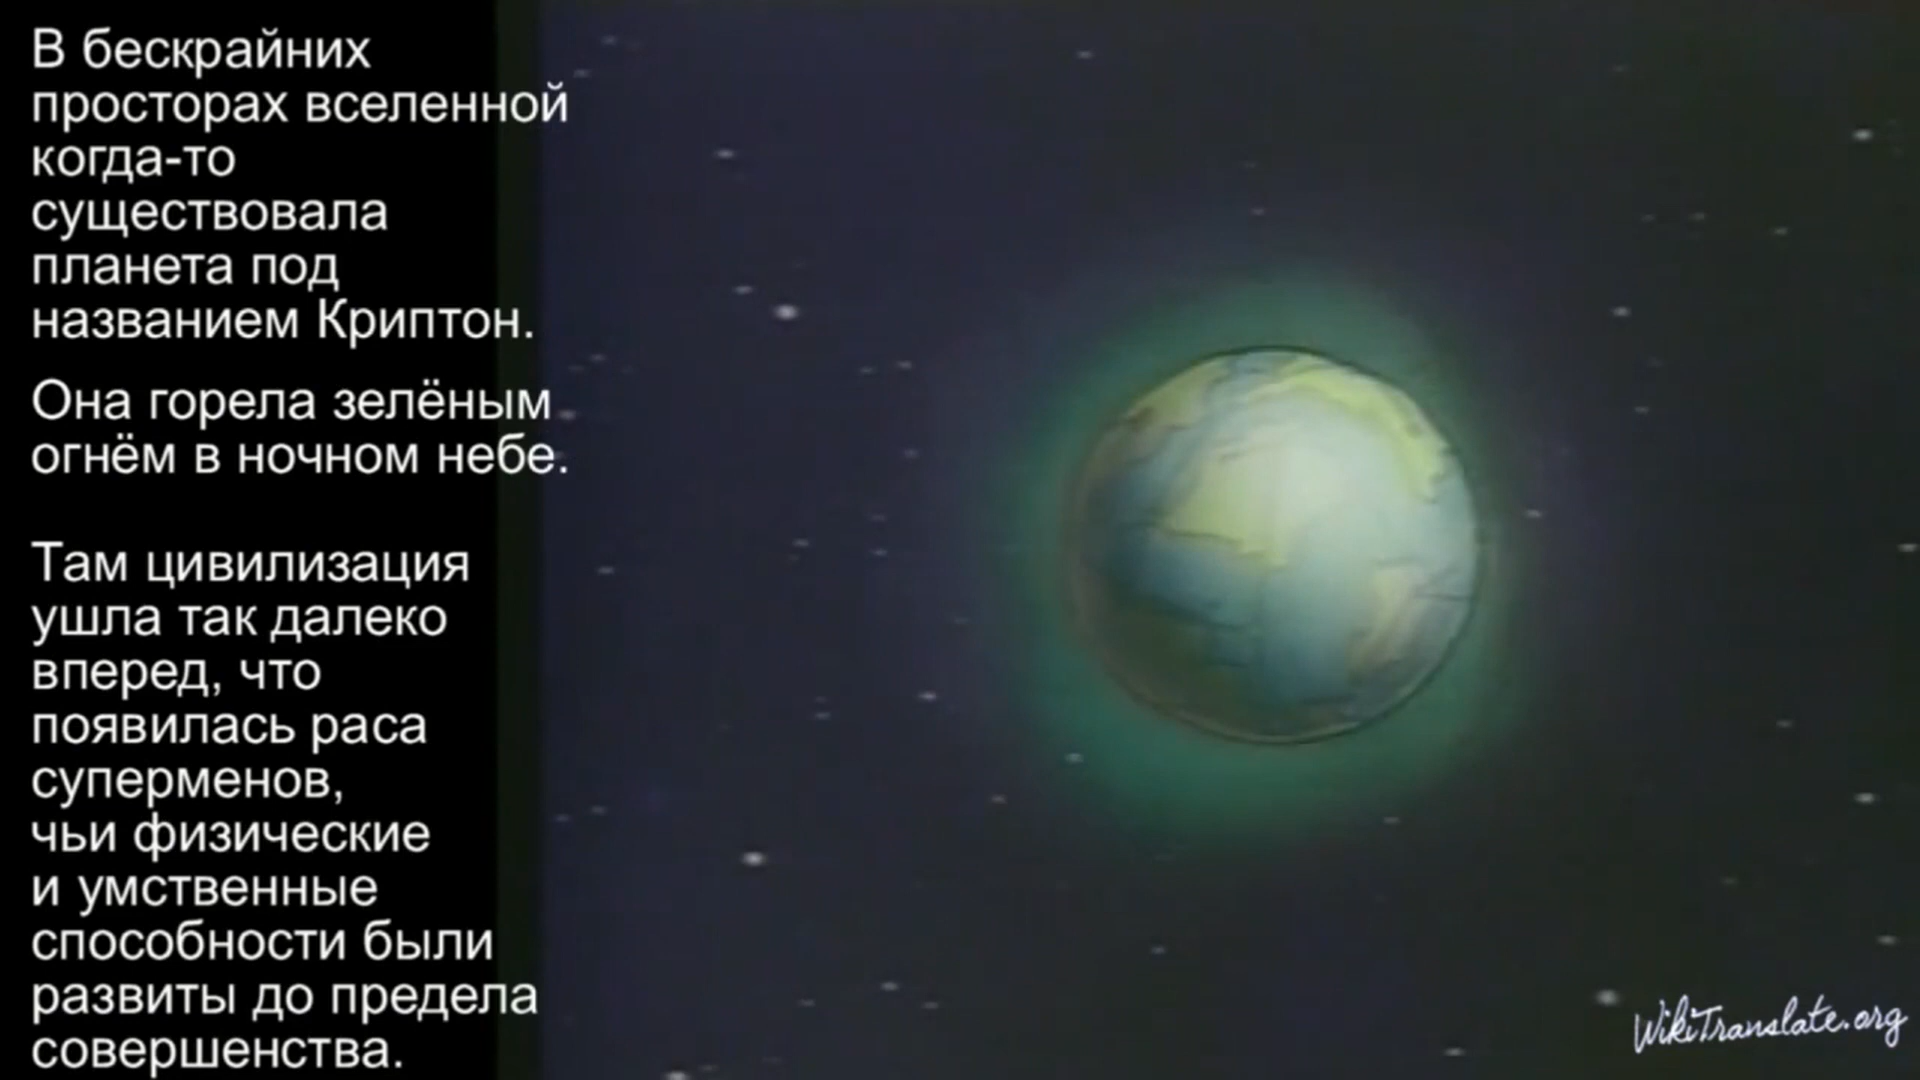 В бескрайних
просторах вселенной
когда-то
существовала
планета под
названием Криптон.
Она горела зелёным
огнём в ночном небе.
Там цивилизация
ушла так далеко
вперед, что
появилась раса
суперменов,
чьи физические
и умственные
способности были
развиты до предела
совершенства.
WikiTranslate.org